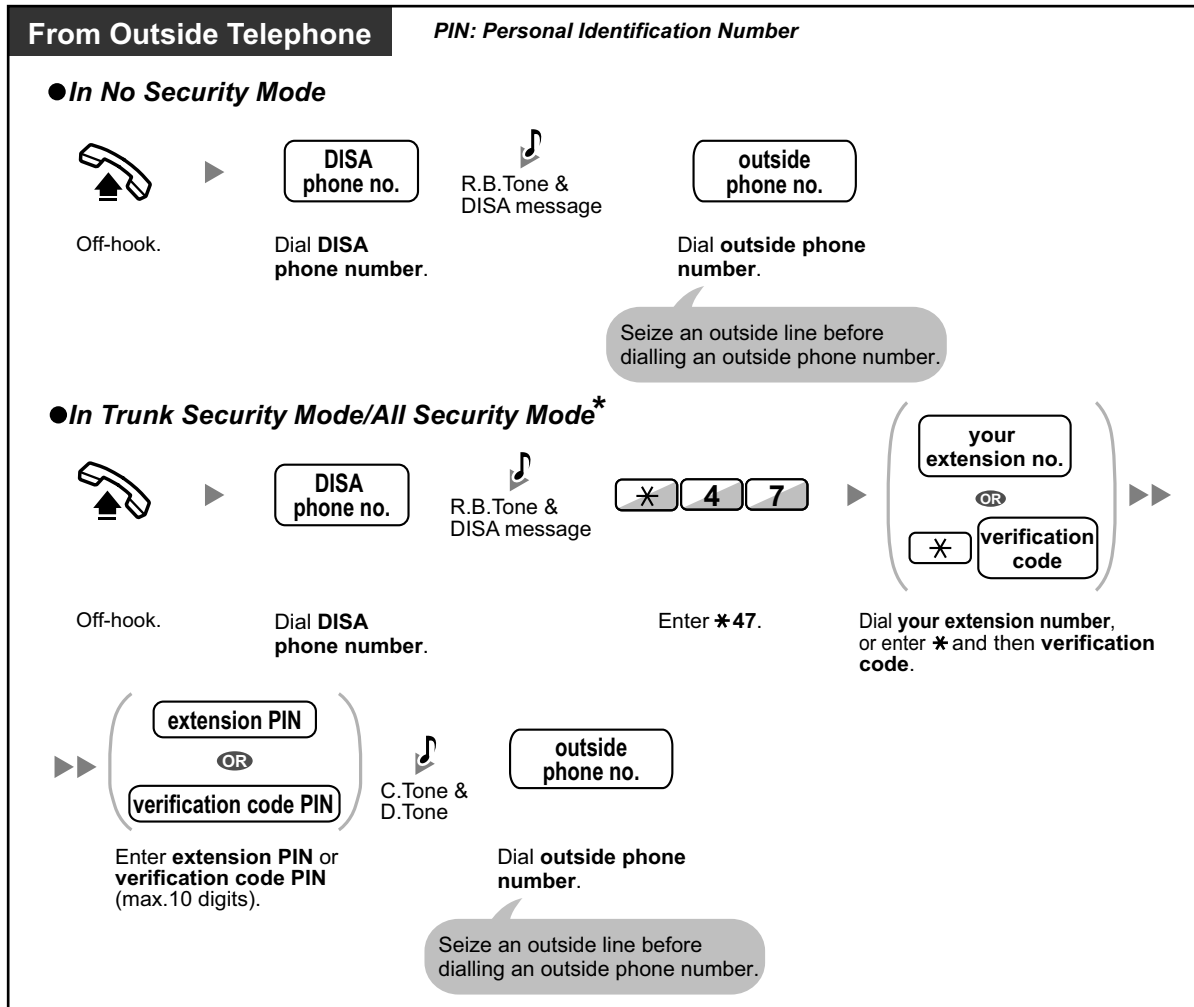 From Outside Telephone
PIN: Personal Identification Number
●In No Security Mode
DISA
phone no.
R.B.Tone &
DISA message
outside
phone no.
Off-hook.
Dial DISA
phone number.
Dial outside phone
number.
Seize an outside line before
dialling an outside phone number.
●In Trunk Security Mode/All Security Mode*
DISA
phone no.
R.B.Tone &
DISA message
* 4 7
your
extension no.
OR
* verification
code
Off-hook.
Dial DISA
phone number.
Enter *47.
Dial your extension number,
or enter * and then verification
code.
extension PIN
OR
verification code PIN
C.Tone &
D.Tone
outside
phone no.
Enter extension PIN or
verification code PIN
(max.10 digits).
Dial outside phone
number.
Seize an outside line before
dialling an outside phone number.